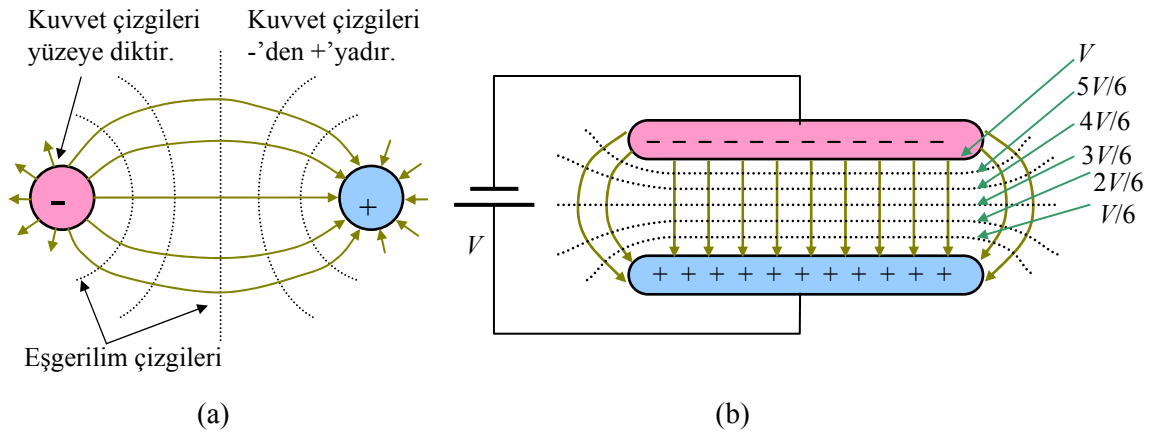 Kuvvet çizgileri
yüzeye diktir.
Kuvvet çizgileri
-’den +’yadır.
-
+
Eşgerilim çizgileri
(a)
V
5V/6
4V/6
3V/6
2V/6
V/6
V
- - - - - - - - - - -
+ + + + + + + + + + +
(b)